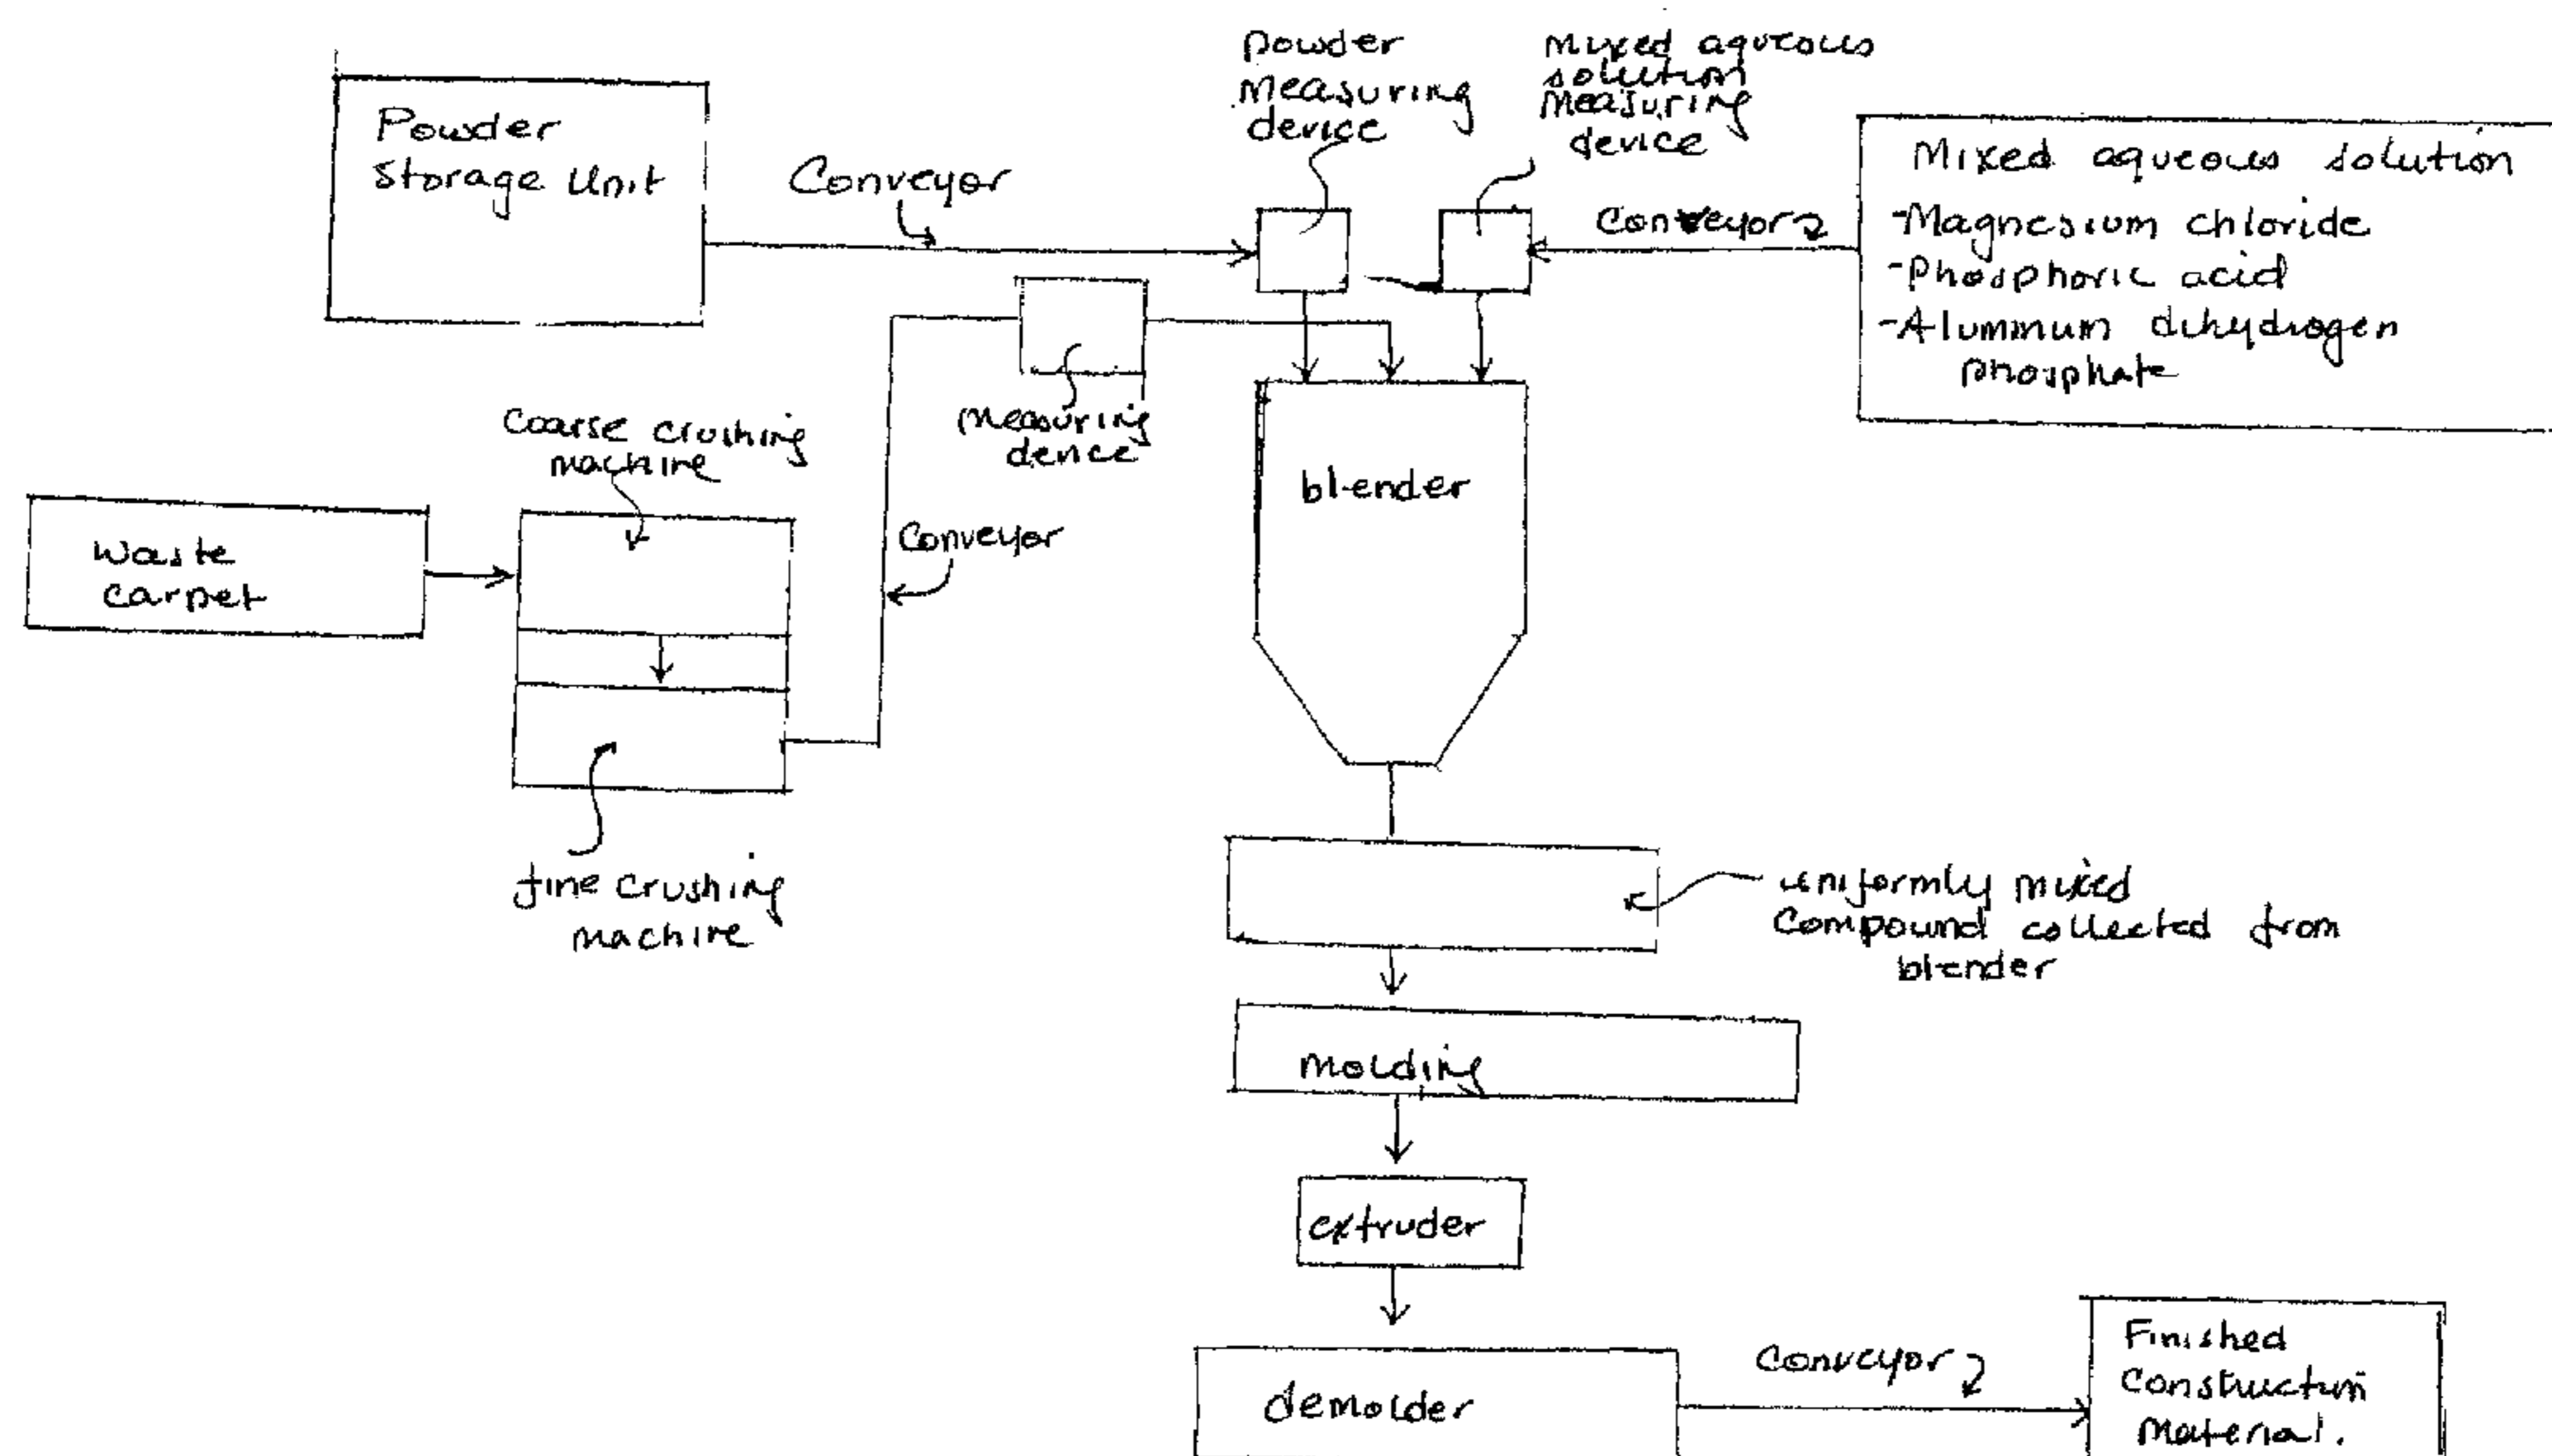 Powder
Storage Unit
Conveyor
powder
measuring
device
mixed aqueous
solution
measuring
device
Conveyor
Mixed aqueous solution
-Magnesium chloride
-Phosphoric acid
-Aluminum dihydrogen
phosphate
measuring
device
coarse crushing
machine
waste
carpet
Conveyor
blender
fine crushing
machine
uniformly mixed
Compound collected from
blender
molding
extruder
demolder
Conveyor
Finished
Construction
Material.